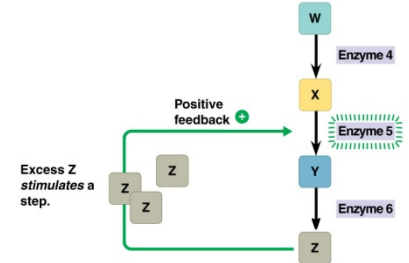 W
Enzyme 4
X
Positive
feedback +
Enzyme 5
Excess Z
stimulates a
step.
Z
Z
Z
Y
Enzyme 6
Z